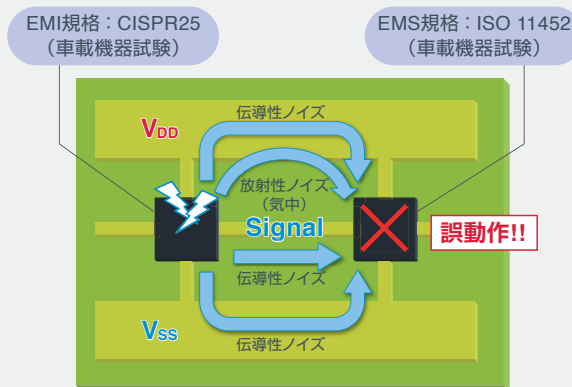 EMI規格：CISPR25
（車載機器試験）
EMS規格：ISO 11452
（車載機器試験）
伝導性ノイズ
VDD
放射性ノイズ
（気中）
Signal
誤動作!!
伝導性ノイズ
VSS
伝導性ノイズ